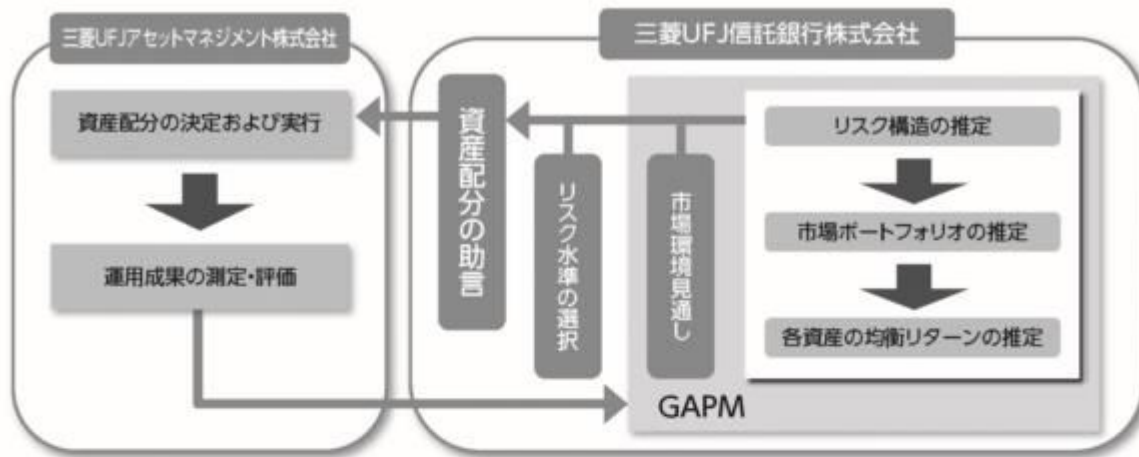 三菱UFJアセットマネジメント株式会社
資産配分の決定および実行
運用成果の測定・評価
三菱UFJ信託銀行株式会社
資産配分の助言
リスク水準の選択
市場環境見通し
リスク構造の推定
市場ポートフォリオの推定
各資産の均衡リターンの推定
GAPM